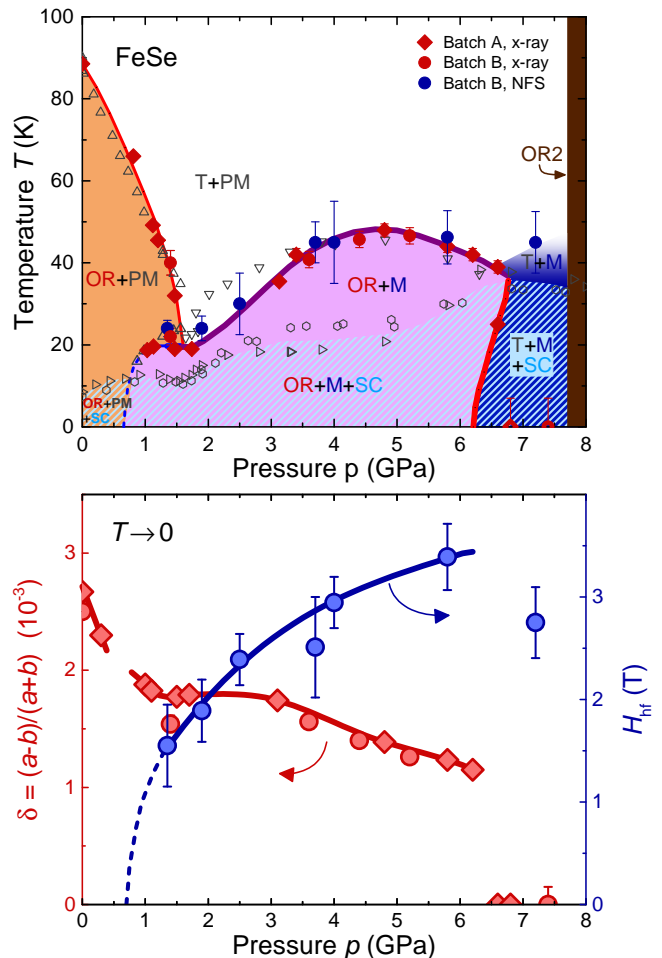 FeSe
Batch A, x-ray
Batch B, x-ray
Batch B, NFS
OR2
T+PM
OR+PM
OR+M
T+M
T+M
+SC
OR+M+SC
OR+PM
+SC
Temperature T (K)
100
80
60
40
20
0
0 1 2 3 4 5 6 7 8
Pressure p (GPa)
T→0
δ = (a-b)/(a+b) (10⁻³)
3
2
1
0
H_hf (T)
3
2
1
0
0 1 2 3 4 5 6 7 8
Pressure p (GPa)